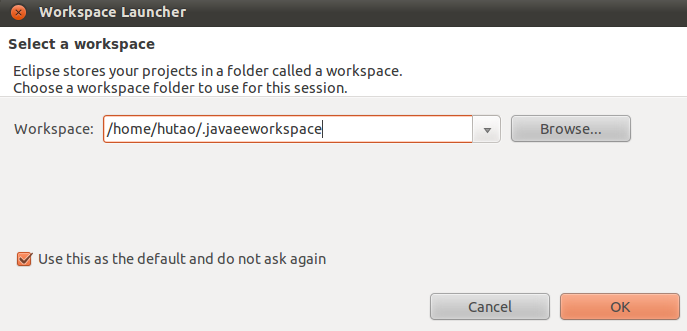 Workspace Launcher
Select a workspace
Eclipse stores your projects in a folder called a workspace.
Choose a workspace folder to use for this session.
Workspace: /home/hutao/.javaeeworkspace Browse...
Use this as the default and do not ask again
Cancel OK